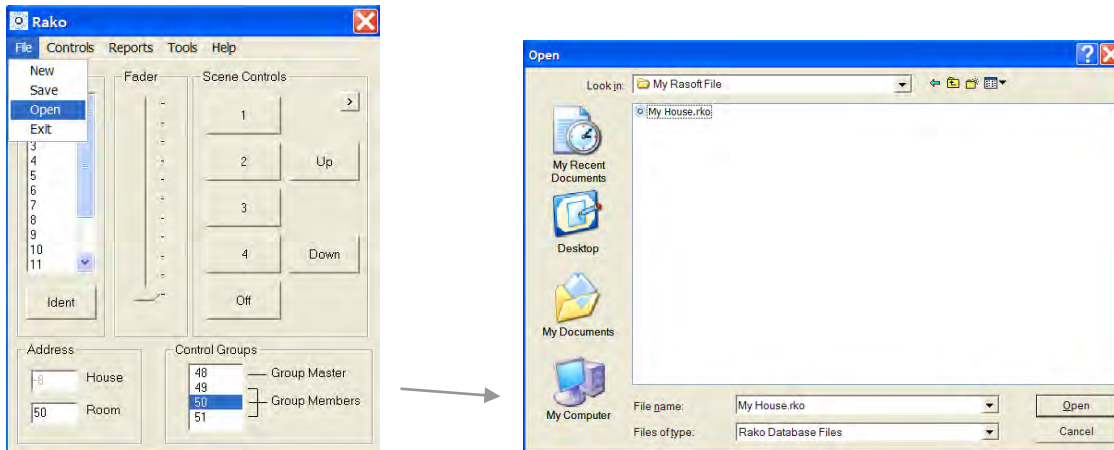 Rako
File Controls Reports Tools Help
New
Save
Open
Exit
Fader
Scene Controls
3
4
5
6
7
8
9
10
11
Ident
1
>
2
Up
3
4
Down
Off
Address
House
50
Room
Control Groups
48
49
50
51
Group Master
Group Members
Open
?
Look in:
My Rasoft File
My House.rko
My Recent
Documents
Desktop
My Documents
My Computer
File name:
My House.rko
Open
Files of type:
Rako Database Files
Cancel